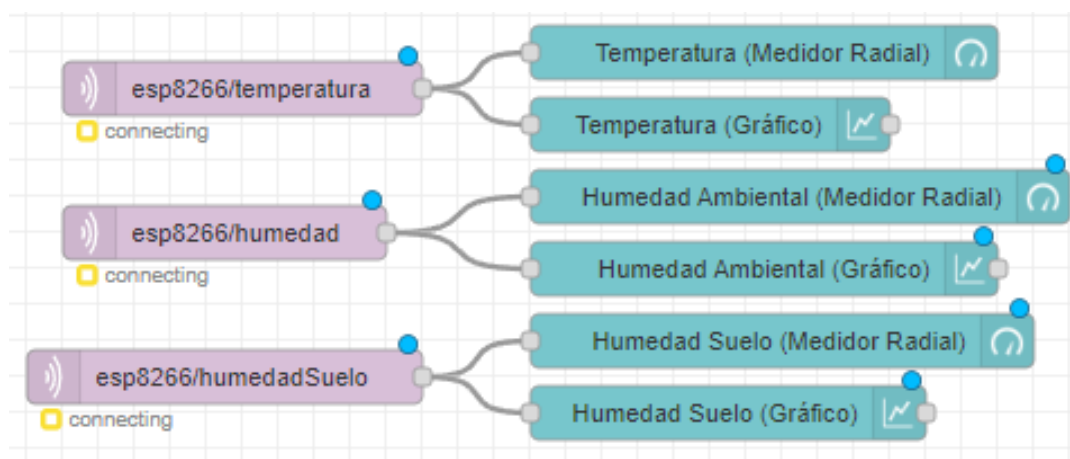 Temperatura (Medidor Radial)
esp8266/temperatura
connecting
Temperatura (Gráfico)
Humedad Ambiental (Medidor Radial)
esp8266/humedad
connecting
Humedad Ambiental (Gráfico)
Humedad Suelo (Medidor Radial)
esp8266/humedadSuelo
connecting
Humedad Suelo (Gráfico)